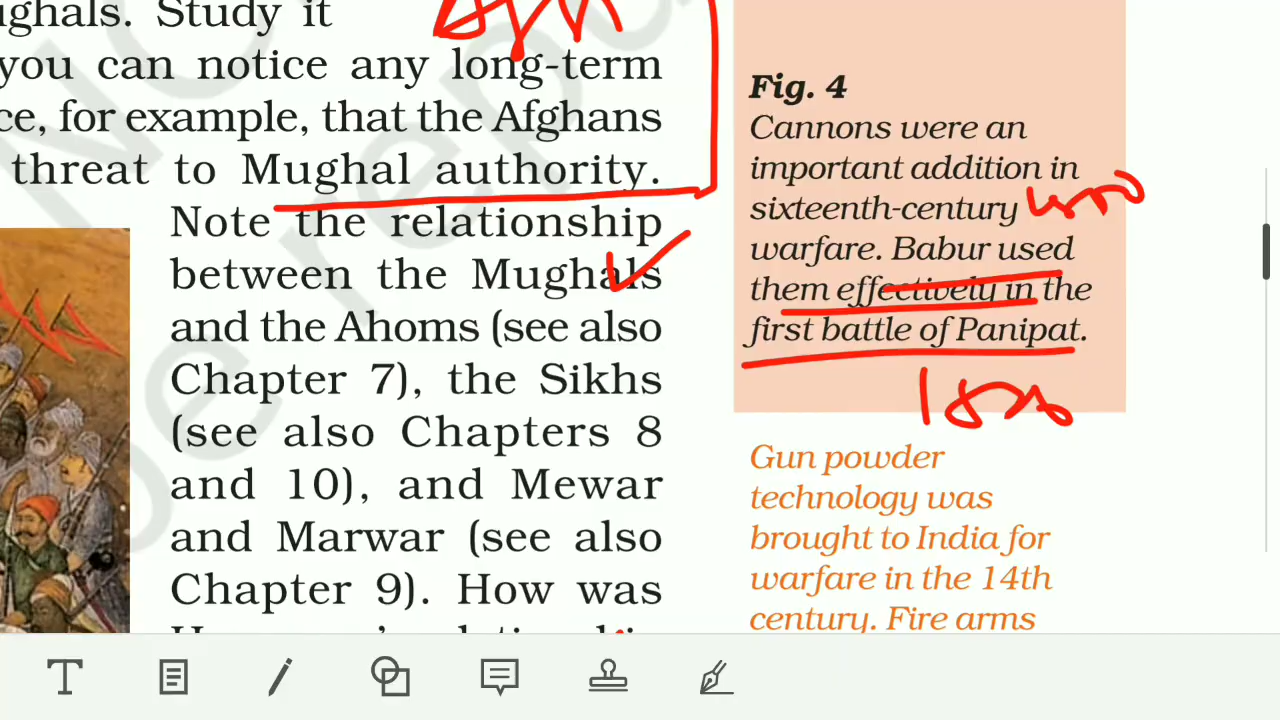 ughals. Study it
you can notice any long-term
ce, for example, that the Afghans
threat to Mughal authority.
Note the relationship
between the Mughals
and the Ahoms (see also
Chapter 7), the Sikhs
(see also Chapters 8
and 10), and Mewar
and Marwar (see also
Chapter 9). How was
Fig. 4
Cannons were an
important addition in
sixteenth-century
warfare. Babur used
them effectively in the
first battle of Panipat.
Gun powder
technology was
brought to India for
warfare in the 14th
century. Fire arms
T